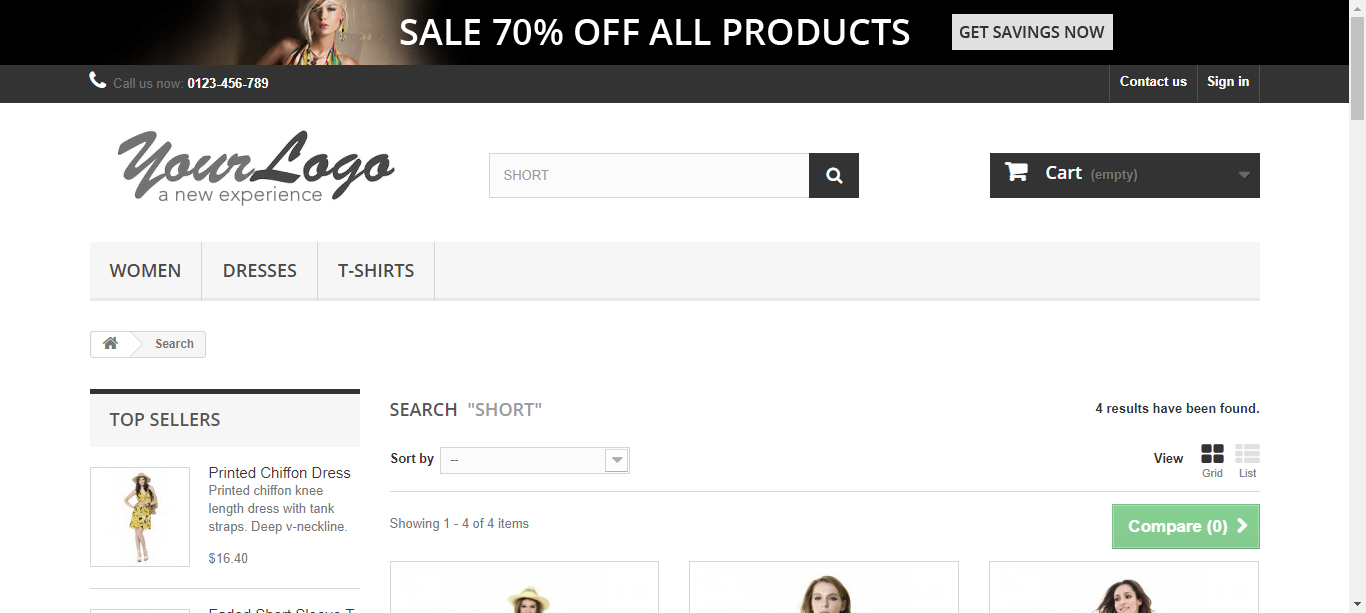 SALE 70% OFF ALL PRODUCTS GET SAVINGS NOW
Call us now: 0123-456-789 Contact us Sign in
YourLogo
a new experience
SHORT
Cart (empty)
WOMEN DRESSES T-SHIRTS
Search
TOP SELLERS
Printed Chiffon Dress
Printed chiffon knee
length dress with tank
straps. Deep v-neckline.
$16.40
SEARCH "SHORT"
4 results have been found.
Sort by --
View Grid List
Showing 1 - 4 of 4 items
Compare (0)